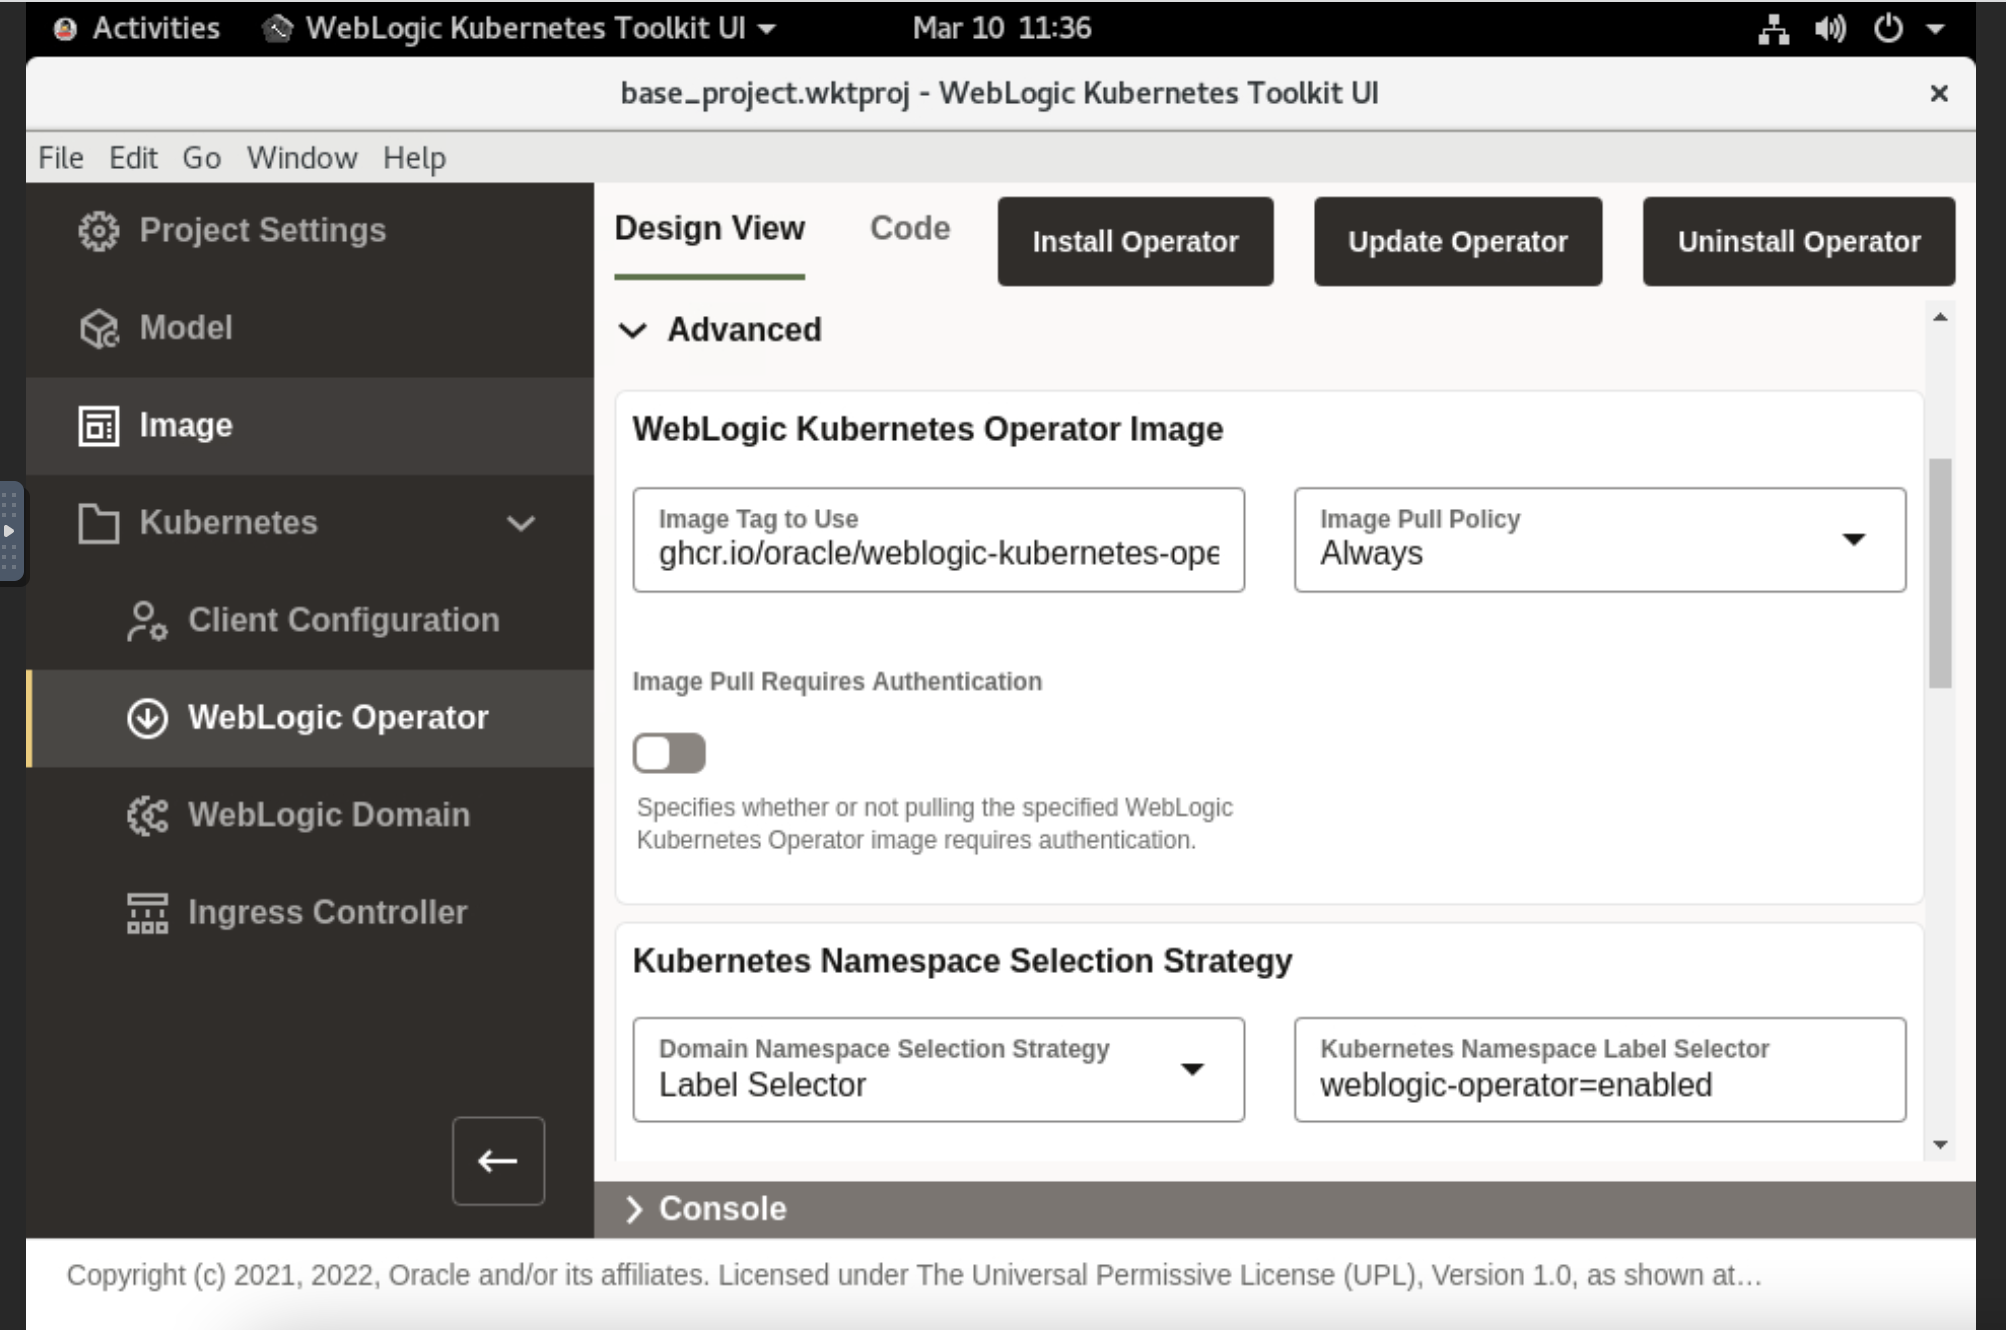 Activities WebLogic Kubernetes Toolkit UI Mar 10 11:36
base_project.wktproj - WebLogic Kubernetes Toolkit UI
File Edit Go Window Help
Project Settings
Model
Image
Kubernetes
Client Configuration
WebLogic Operator
WebLogic Domain
Ingress Controller
Design View Code Install Operator Update Operator Uninstall Operator
Advanced
WebLogic Kubernetes Operator Image
Image Tag to Use
ghcr.io/oracle/weblogic-kubernetes-ope
Image Pull Policy
Always
Image Pull Requires Authentication
Specifies whether or not pulling the specified WebLogic
Kubernetes Operator image requires authentication.
Kubernetes Namespace Selection Strategy
Domain Namespace Selection Strategy
Label Selector
Kubernetes Namespace Label Selector
weblogic-operator=enabled
Console
Copyright (c) 2021, 2022, Oracle and/or its affiliates. Licensed under The Universal Permissive License (UPL), Version 1.0, as shown at...